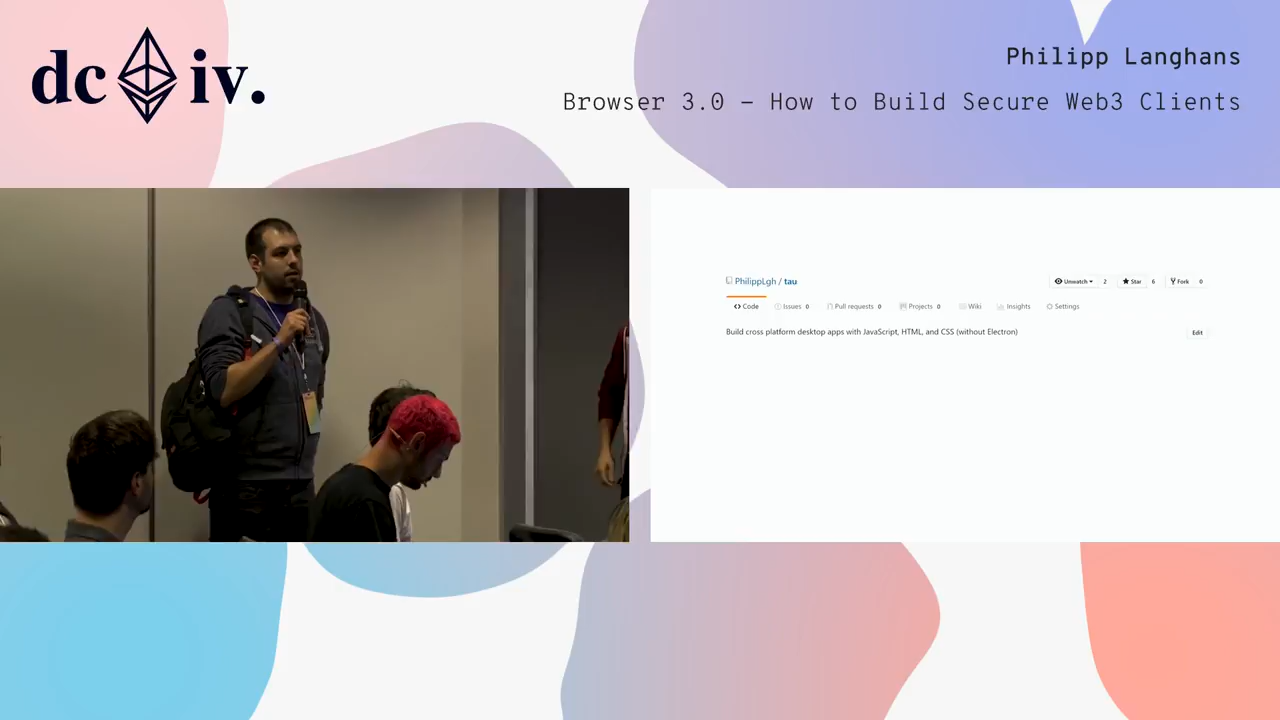 dc iv.
Philipp Langhans
Browser 3.0 – How to Build Secure Web3 Clients
PhilippLgh / tau
Unwatch 2 Star 6 Fork 0
Code Issues 0 Pull requests 0 Projects 0 Wiki Insights Settings
Build cross platform desktop apps with JavaScript, HTML, and CSS (without Electron)
Edit